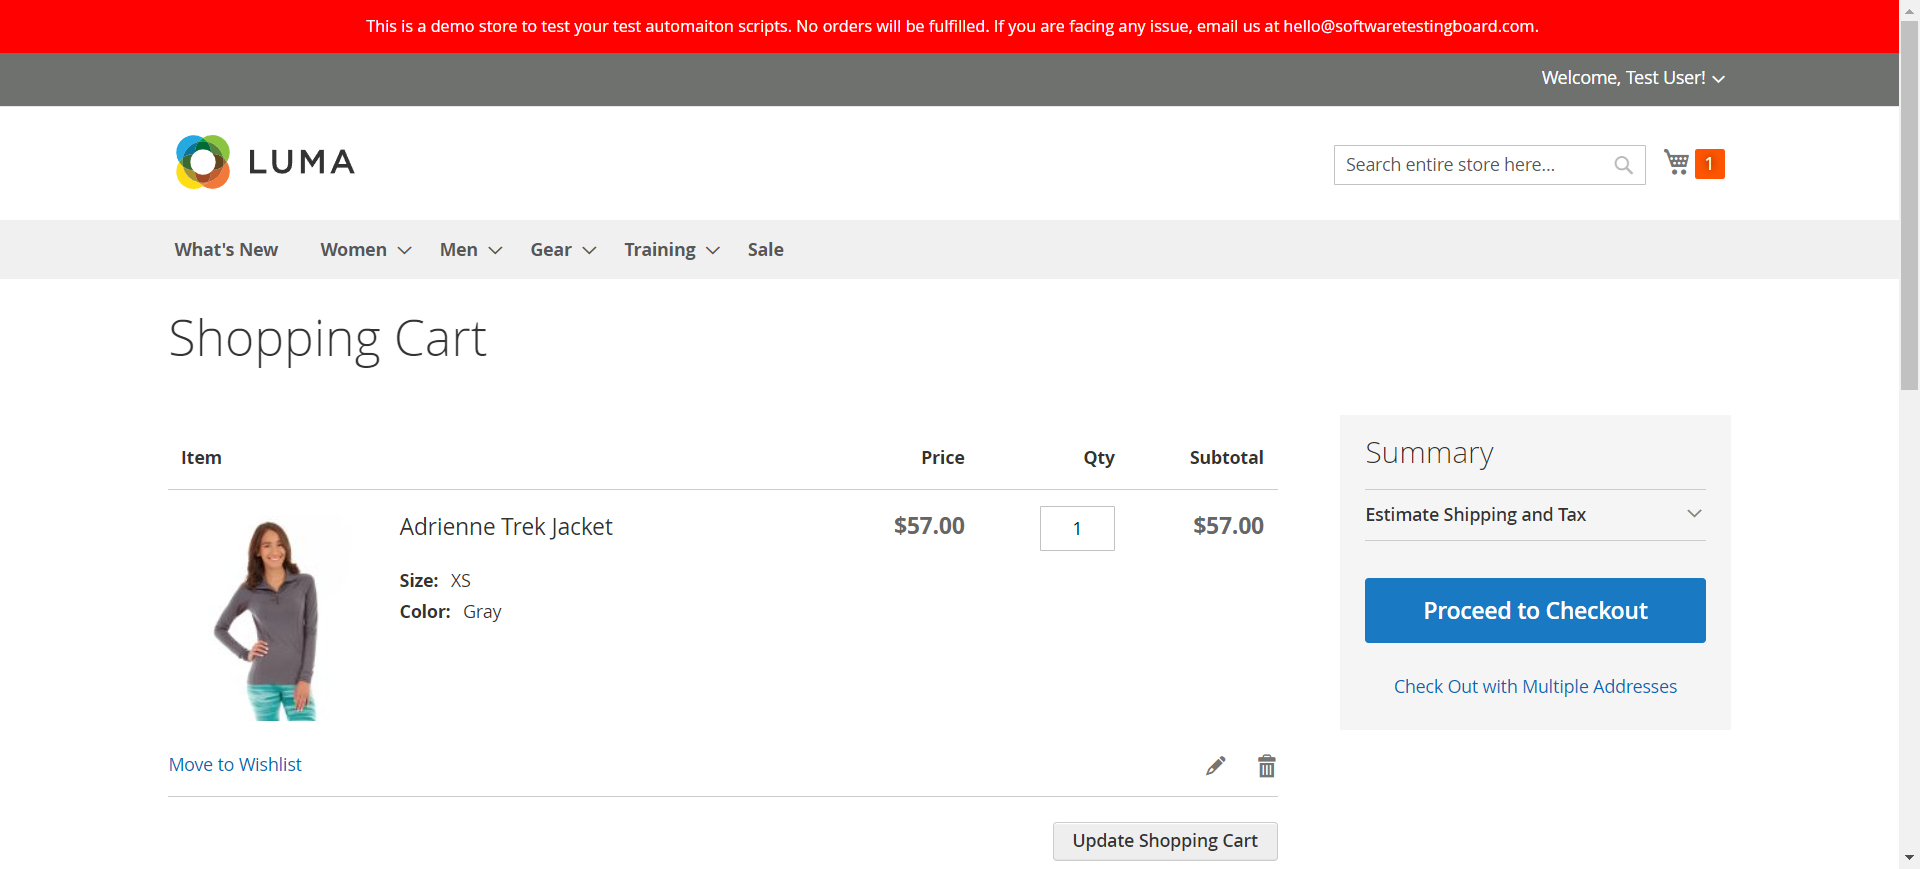 This is a demo store to test your test automaiton scripts. No orders will be fulfilled. If you are facing any issue, email us at hello@softwaretestingboard.com.
Welcome, Test User!
LUMA
Search entire store here...
1
What's New Women Men Gear Training Sale
Shopping Cart
Item Price Qty Subtotal
Adrienne Trek Jacket $57.00 1 $57.00
Size: XS
Color: Gray
Move to Wishlist
Update Shopping Cart
Summary
Estimate Shipping and Tax
Proceed to Checkout
Check Out with Multiple Addresses